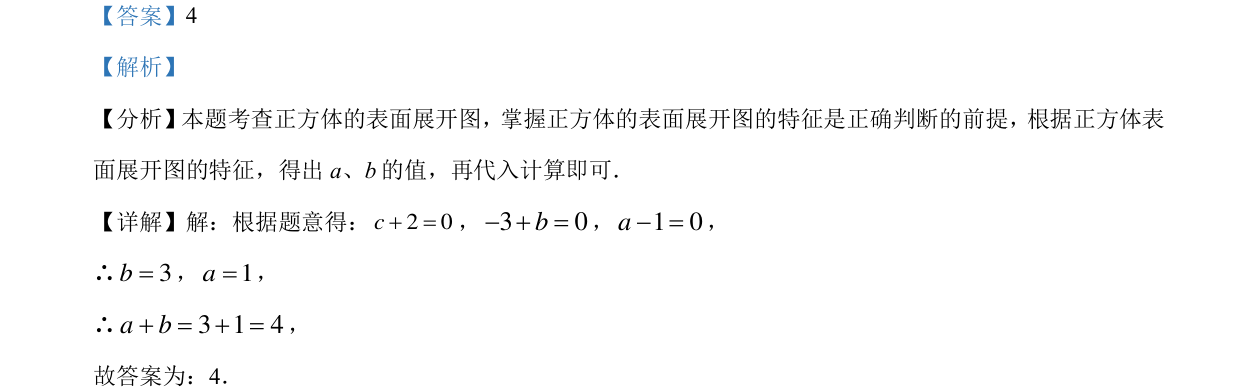 【答案】4
【解析】
【分析】本题考查正方体的表面展开图，掌握正方体的表面展开图的特征是正确判断的前提，根据正方体表
面展开图的特征，得出 a、b 的值，再代入计算即可．
【详解】解：根据题意得：c+2=0，−3+b=0，a−1=0，
∴b=3，a=1，
∴a+b=3+1=4，
故答案为：4．